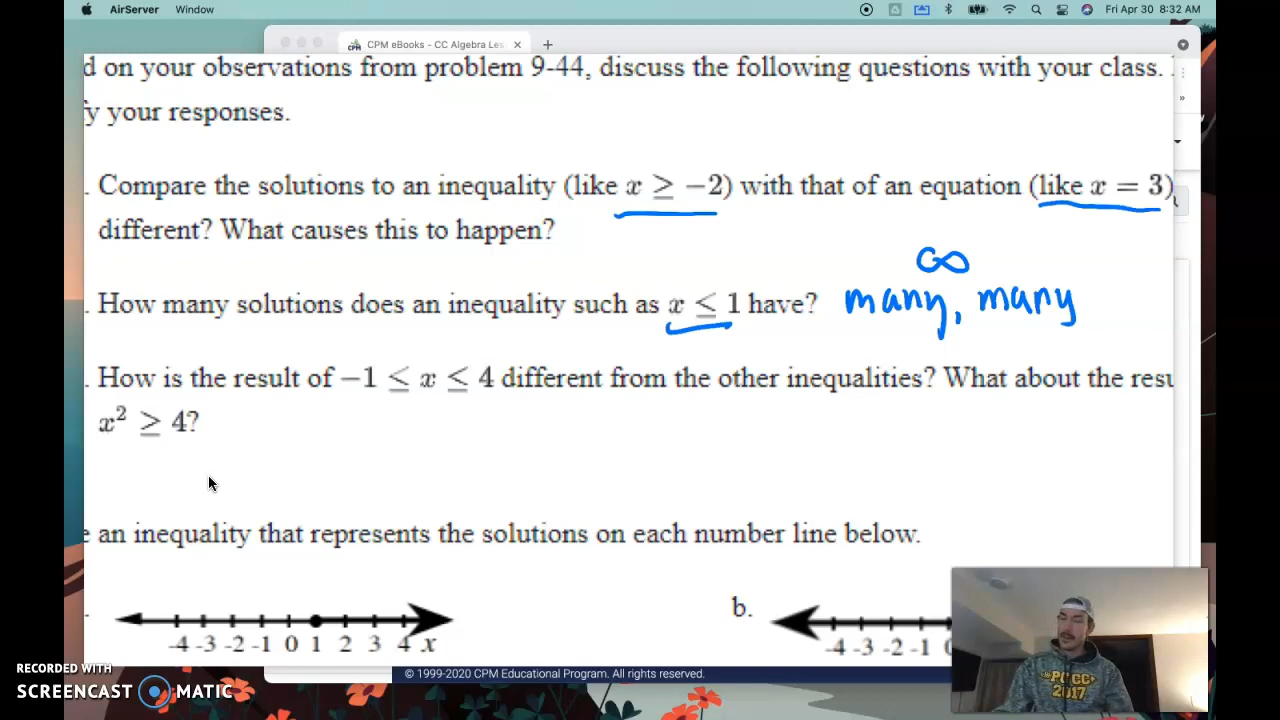 AirServer Window Fri Apr 30 8:32 AM
CPM eBooks - CC Algebra Les
d on your observations from problem 9-44, discuss the following questions with your class.
fy your responses.
. Compare the solutions to an inequality (like x ≥ −2) with that of an equation (like x = 3)
different? What causes this to happen?
∞
. How many solutions does an inequality such as x ≤ 1 have? many, many
. How is the result of −1 ≤ x ≤ 4 different from the other inequalities? What about the resu
x² ≥ 4?
e an inequality that represents the solutions on each number line below.
b.
-4 -3 -2 -1 0 1 2 3 4 x
-4 -3 -2 -1
© 1999-2020 CPM Educational Program. All rights reserved.
RECORDED WITH
SCREENCAST MATIC
PCCC
2017